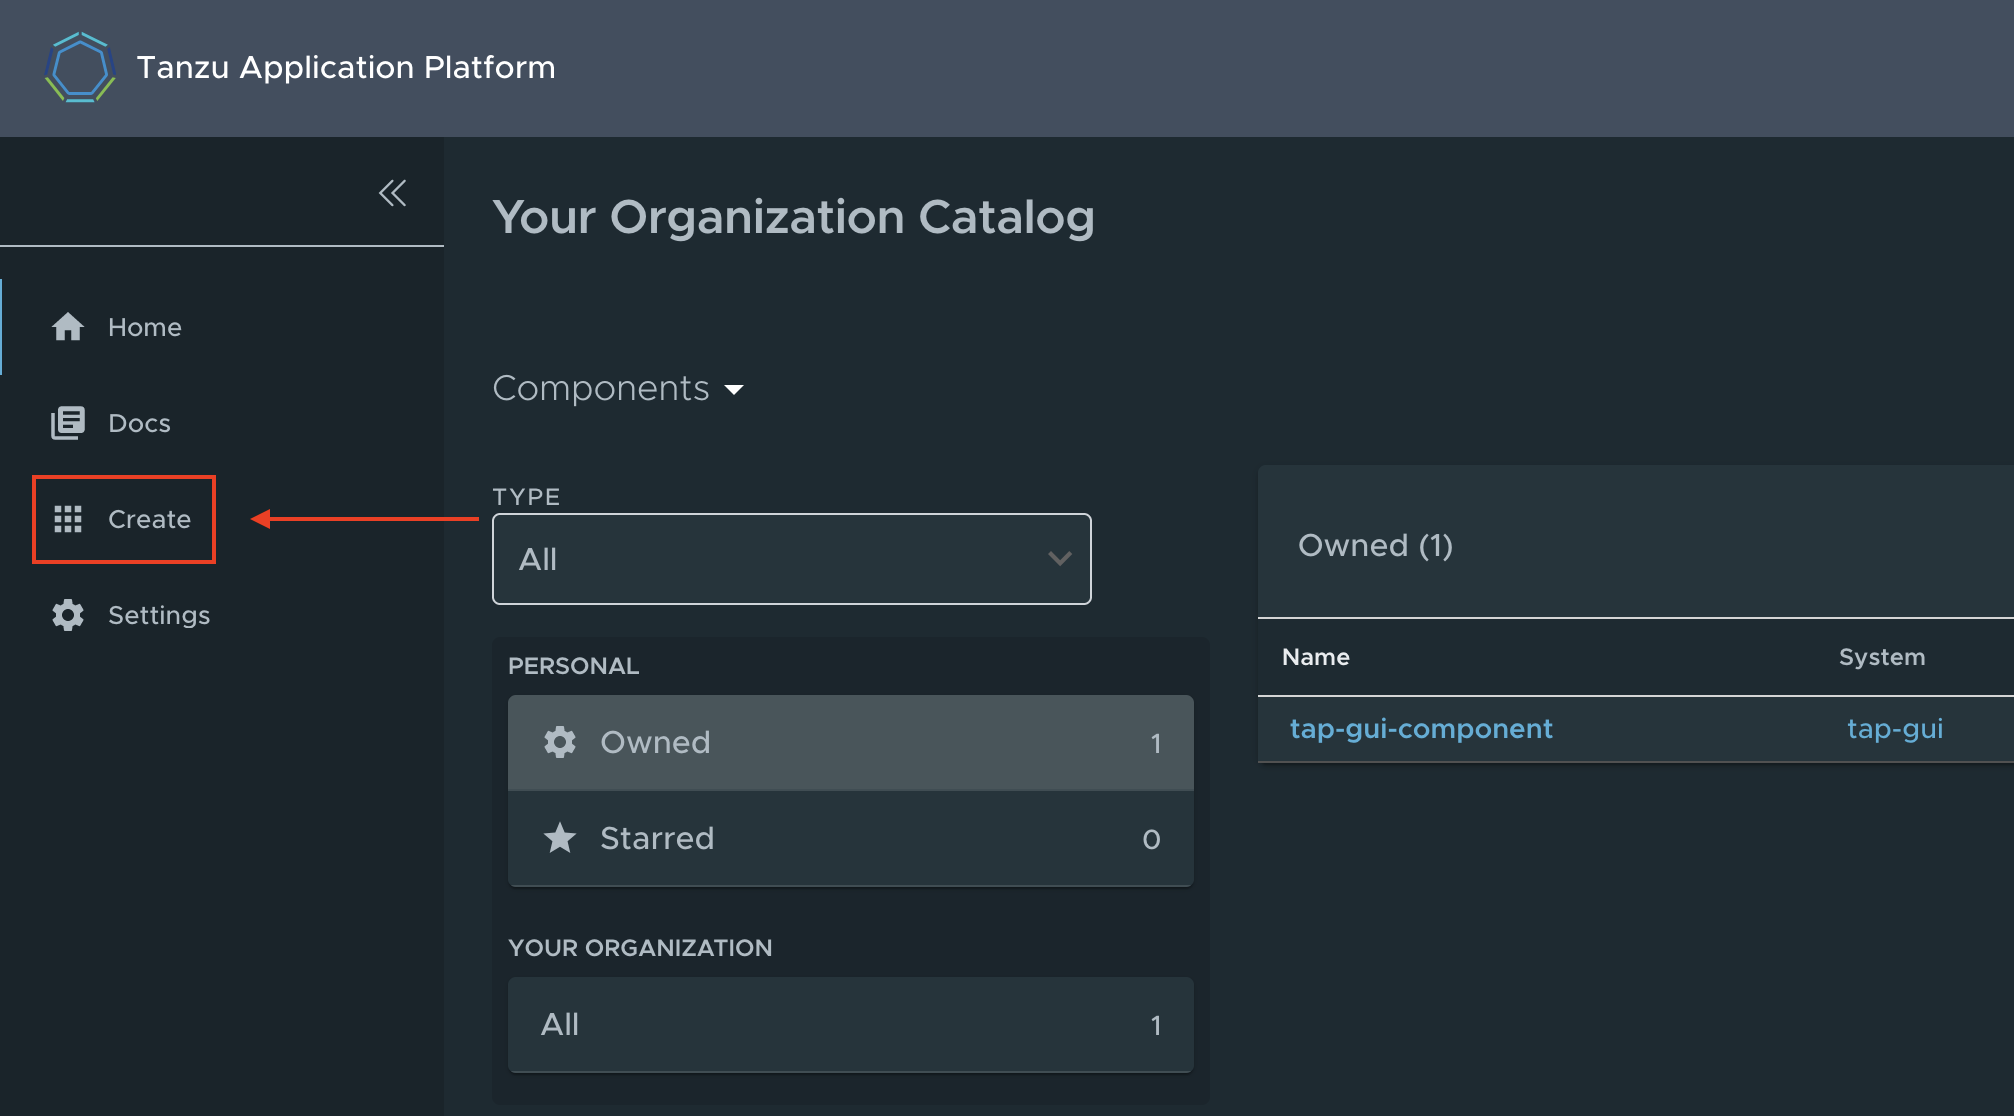 Tanzu Application Platform
Home
Docs
Create
Settings
Your Organization Catalog
Components
TYPE
All
PERSONAL
Owned 1
Starred 0
YOUR ORGANIZATION
All 1
Owned (1)
Name System
tap-gui-component tap-gui